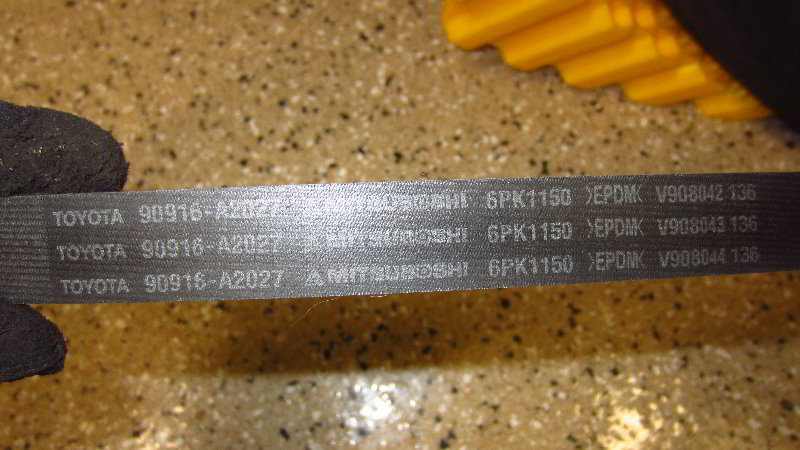 TOYOTA 90916-A2027 MITSUBOSHI 6PK1150 >EPDM< V908042 136
TOYOTA 90916-A2027 MITSUBOSHI 6PK1150 >EPDM< V908043 136
TOYOTA 90916-A2027 MITSUBOSHI 6PK1150 >EPDM< V908044 136